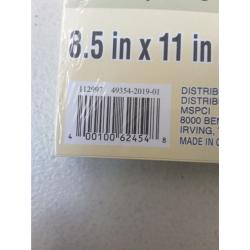 8.5 in x 11 in
112997 49354-2019-01
4 00100 62454 8
DISTRIB
DISTRIB
MSPCI
8000 BEN
IRVING,
MADE IN